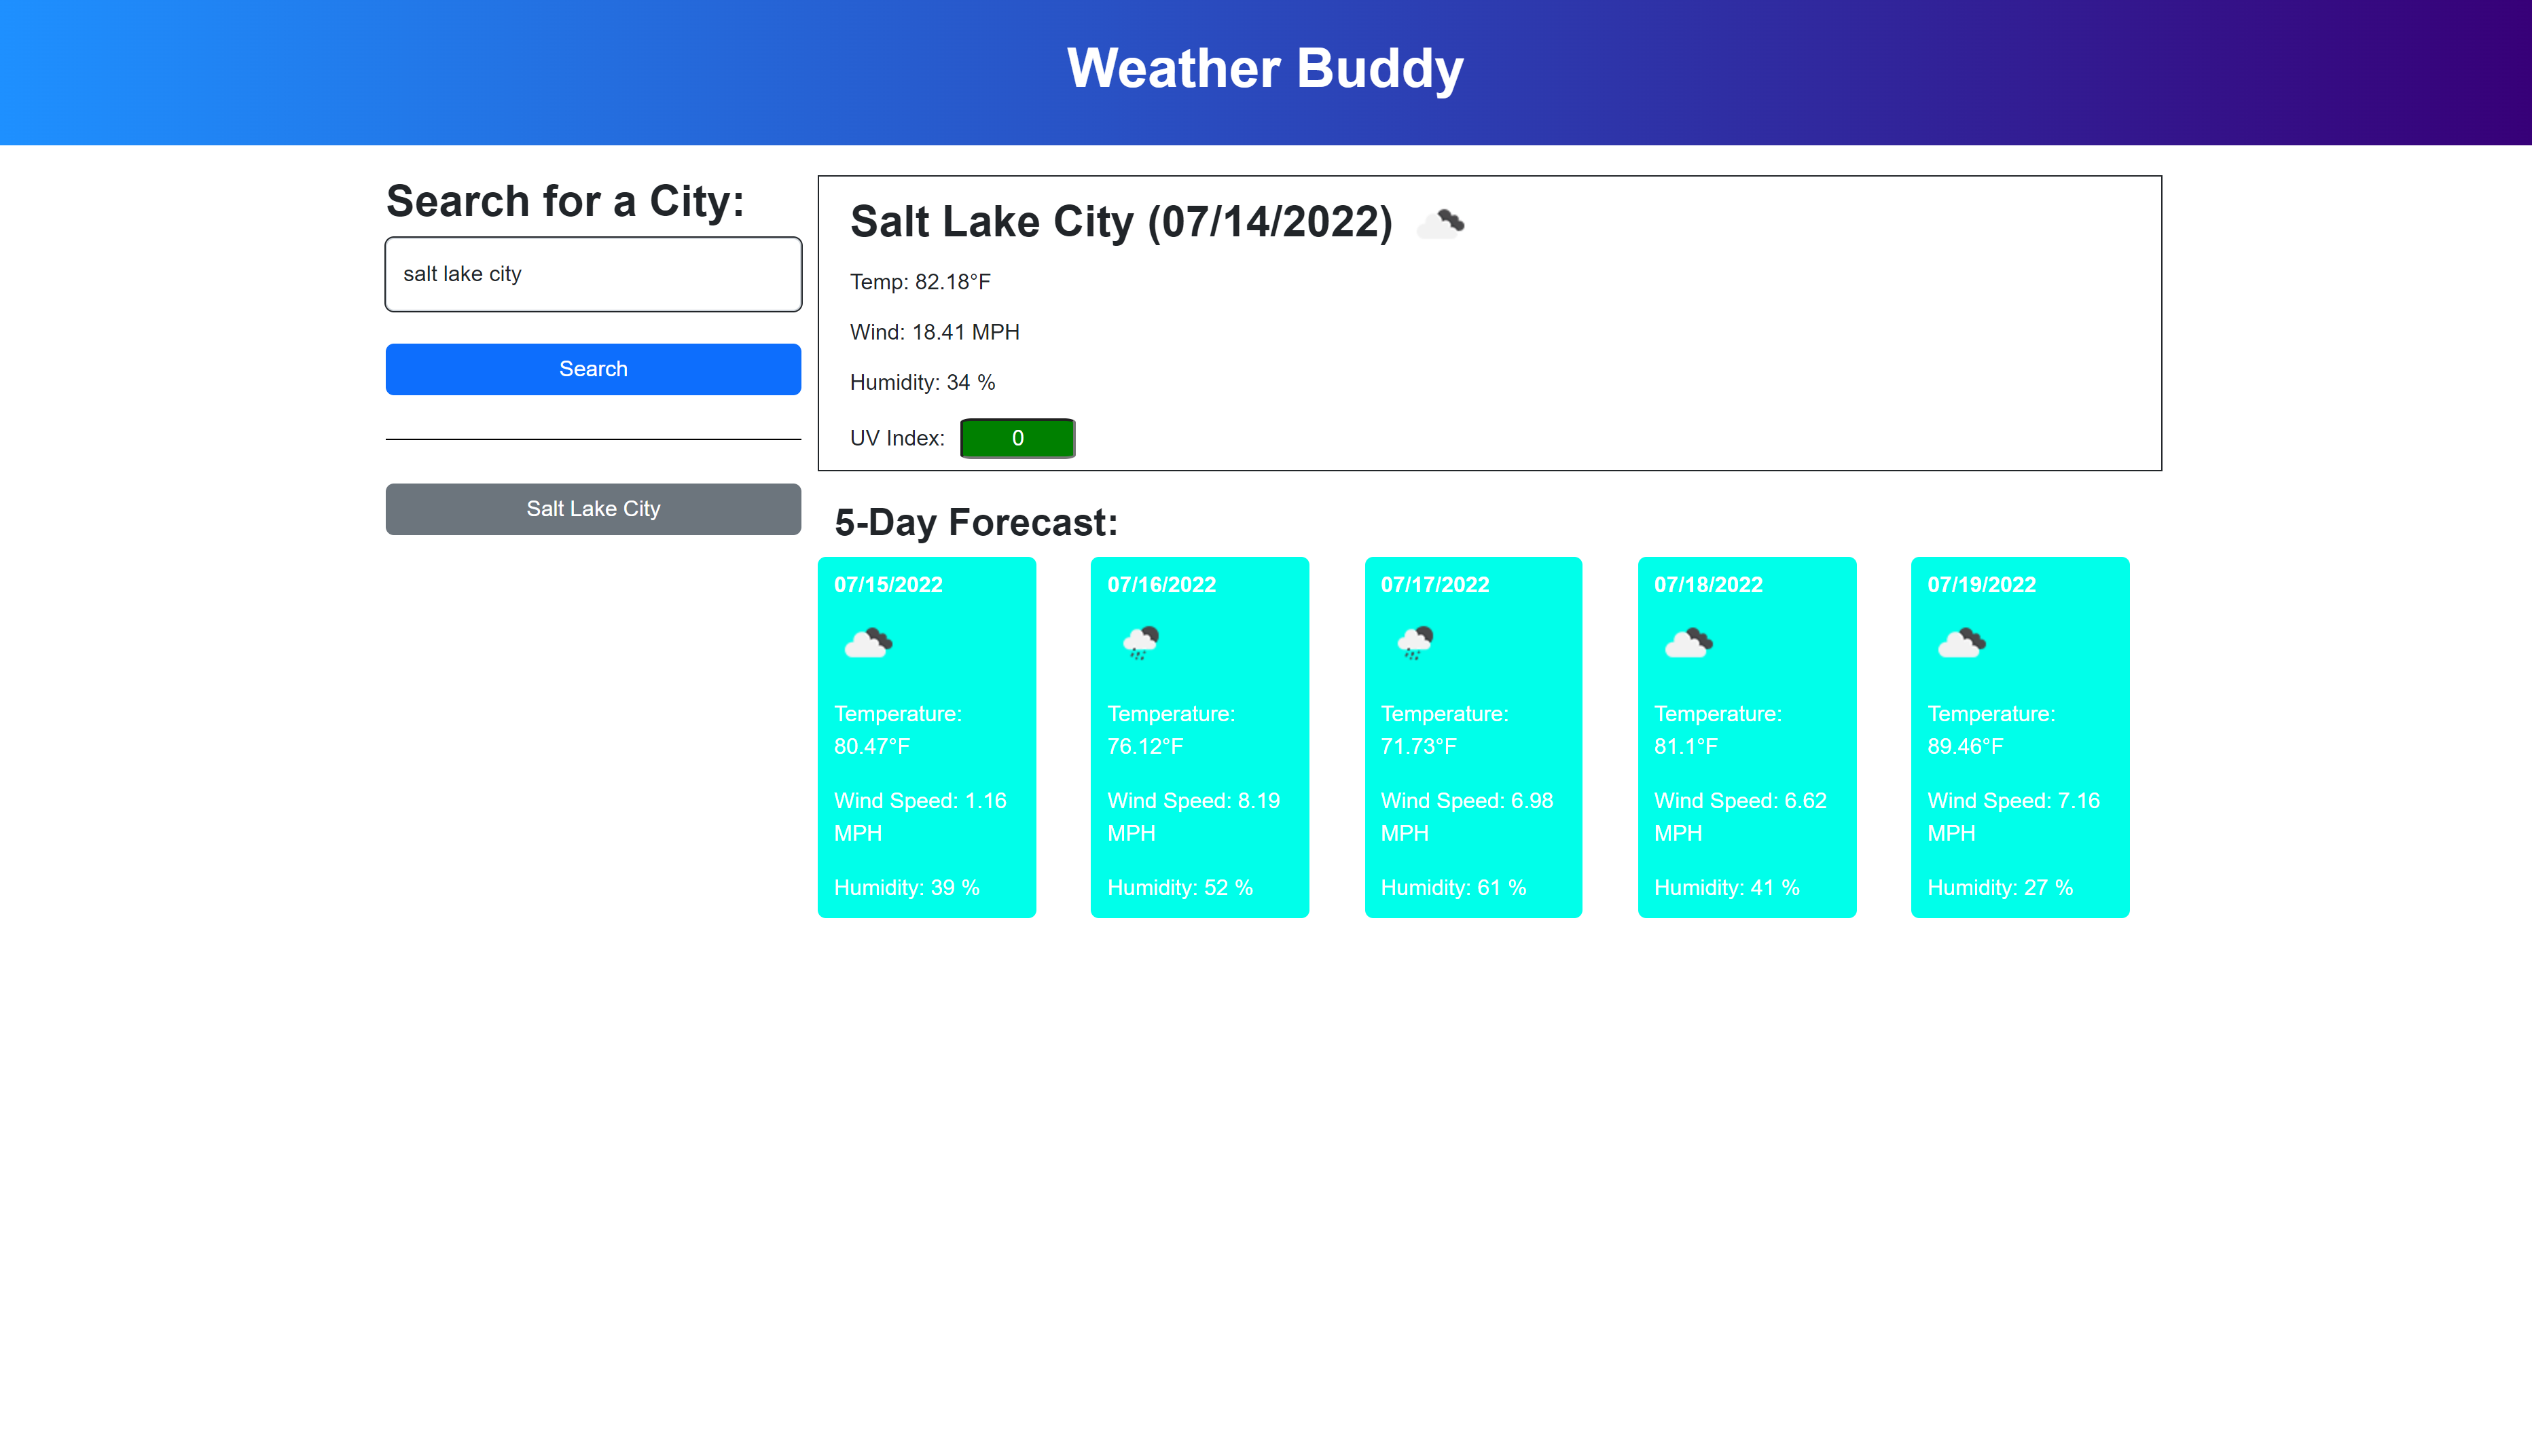 Weather Buddy
Search for a City:
salt lake city
Search
Salt Lake City
Salt Lake City (07/14/2022)
Temp: 82.18°F
Wind: 18.41 MPH
Humidity: 34 %
UV Index: 0
5-Day Forecast:
07/15/2022
Temperature:
80.47°F
Wind Speed: 1.16
MPH
Humidity: 39 %
07/16/2022
Temperature:
76.12°F
Wind Speed: 8.19
MPH
Humidity: 52 %
07/17/2022
Temperature:
71.73°F
Wind Speed: 6.98
MPH
Humidity: 61 %
07/18/2022
Temperature:
81.1°F
Wind Speed: 6.62
MPH
Humidity: 41 %
07/19/2022
Temperature:
89.46°F
Wind Speed: 7.16
MPH
Humidity: 27 %